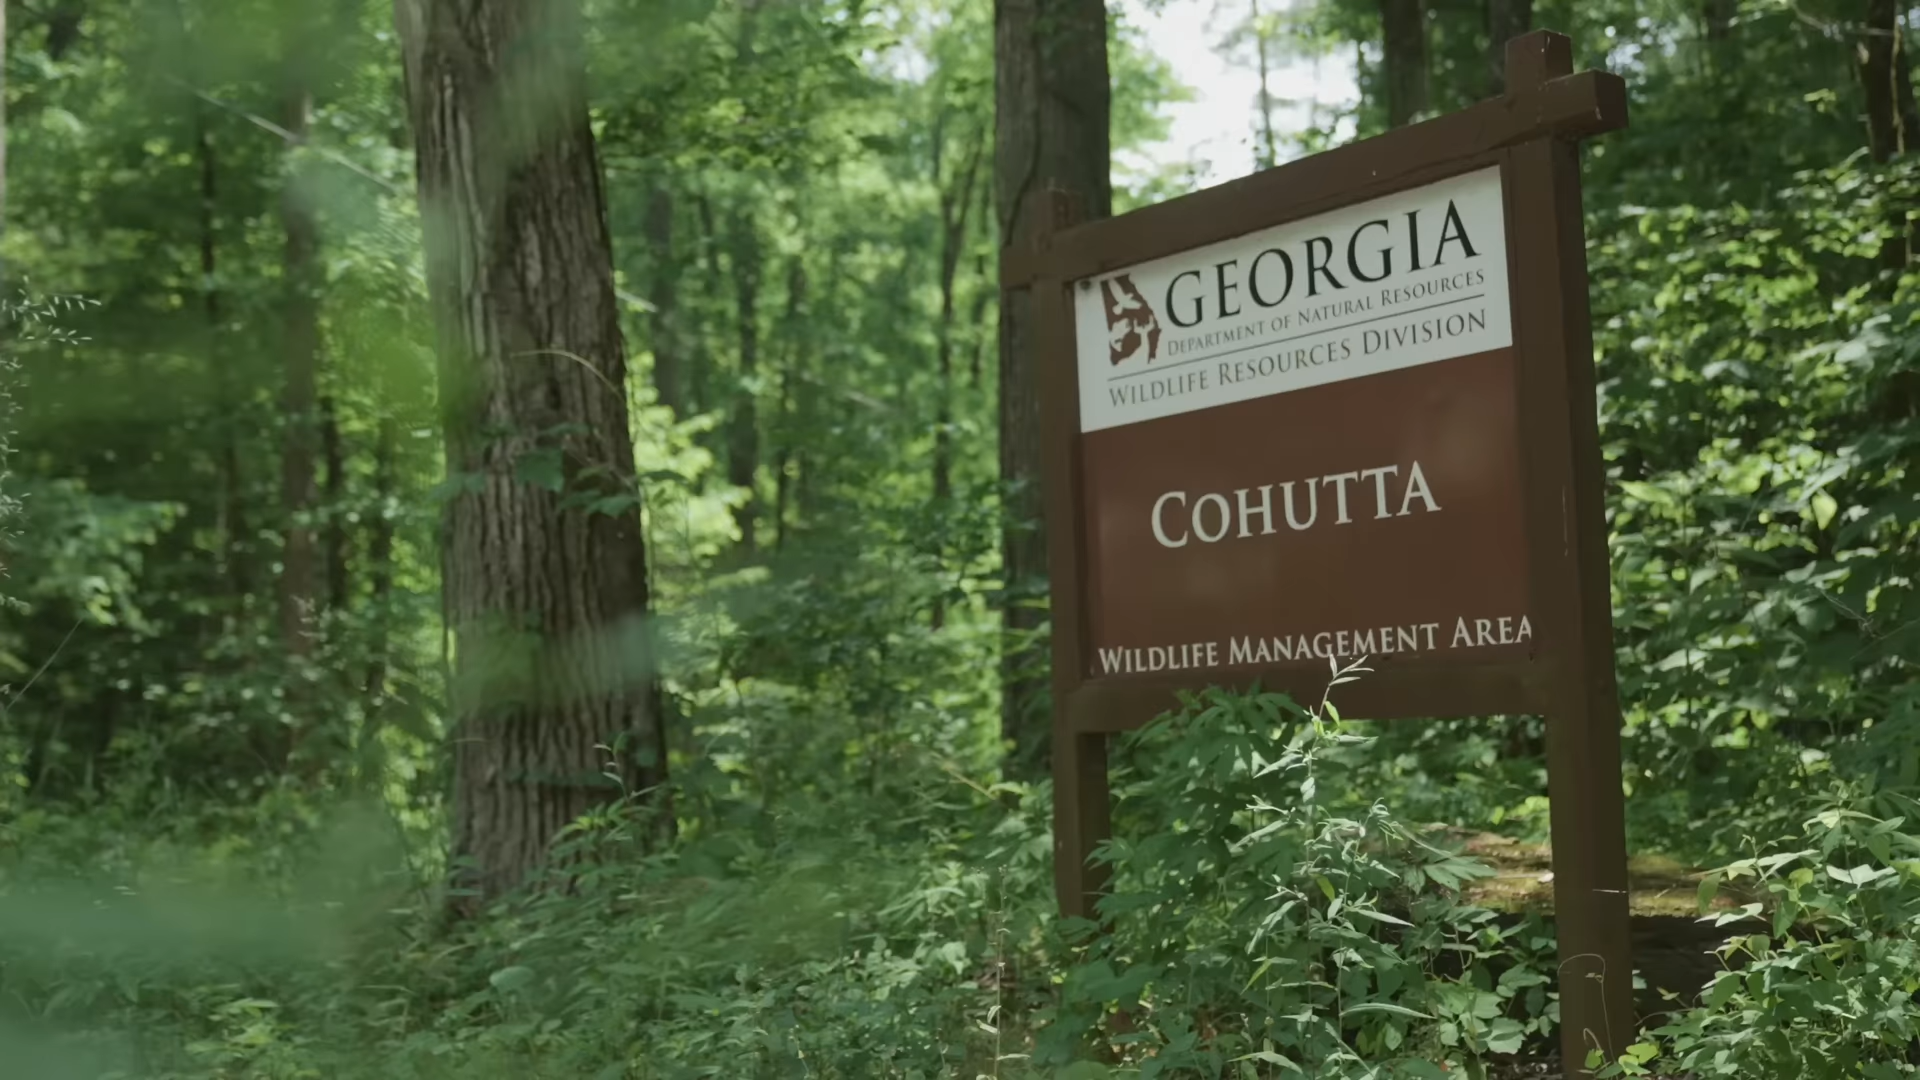 GEORGIA
DEPARTMENT OF NATURAL RESOURCES
WILDLIFE RESOURCES DIVISION
COHUTTA
WILDLIFE MANAGEMENT AREA